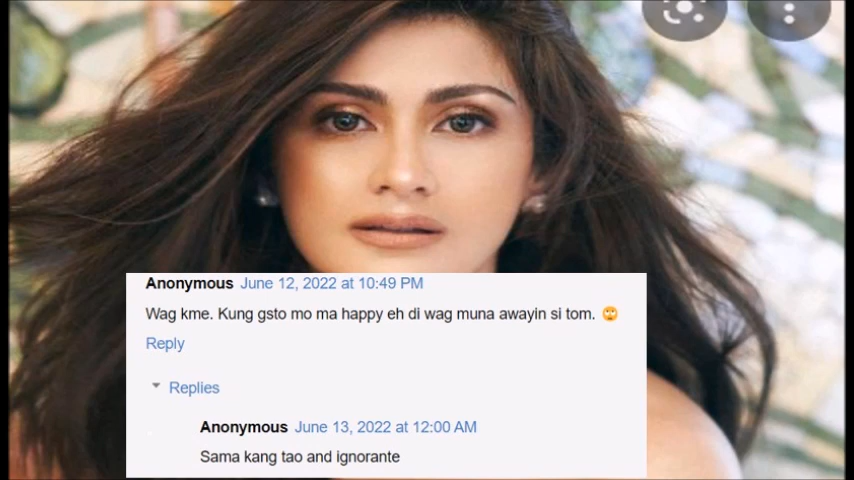 Anonymous June 12, 2022 at 10:49 PM
Wag kme. Kung gsto mo ma happy eh di wag muna awayin si tom. 🙄
Reply
Replies
Anonymous June 13, 2022 at 12:00 AM
Sama kang tao and ignorante